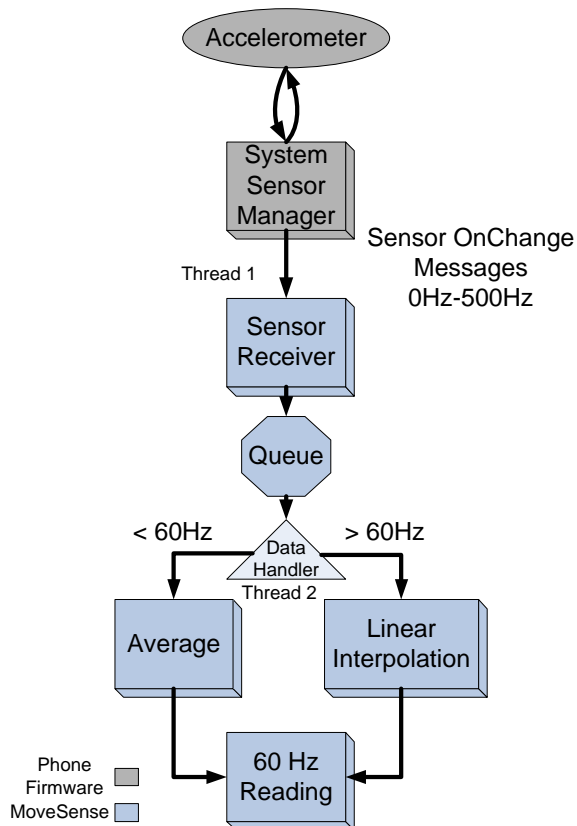 Accelerometer
System
Sensor
Manager
Sensor OnChange
Messages
0Hz-500Hz
Thread 1
Sensor
Receiver
Queue
< 60Hz
> 60Hz
Data
Handler
Thread 2
Average
Linear
Interpolation
60 Hz
Reading
Phone
Firmware
MoveSense